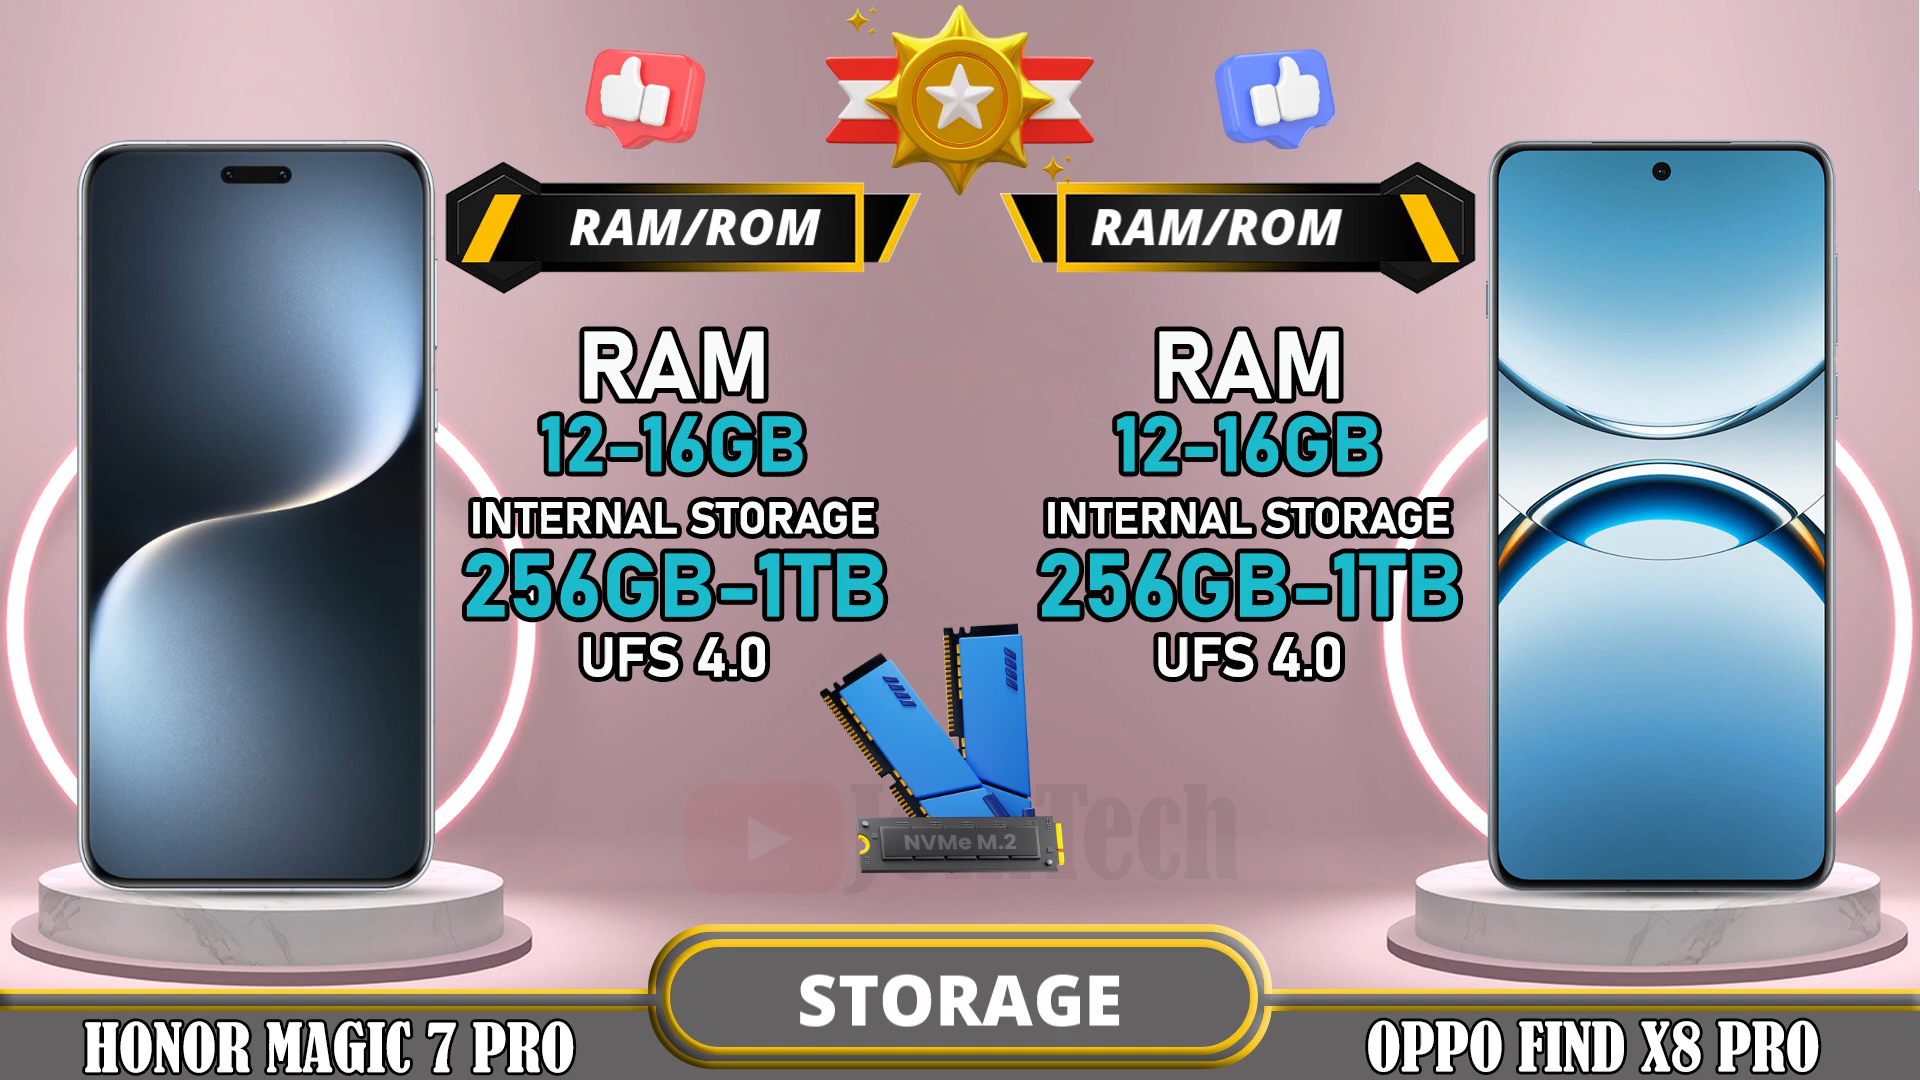 RAM/ROM
RAM/ROM
RAM
12-16GB
INTERNAL STORAGE
256GB-1TB
UFS 4.0
RAM
12-16GB
INTERNAL STORAGE
256GB-1TB
UFS 4.0
NVMe M.2
Tech
STORAGE
HONOR MAGIC 7 PRO
OPPO FIND X8 PRO